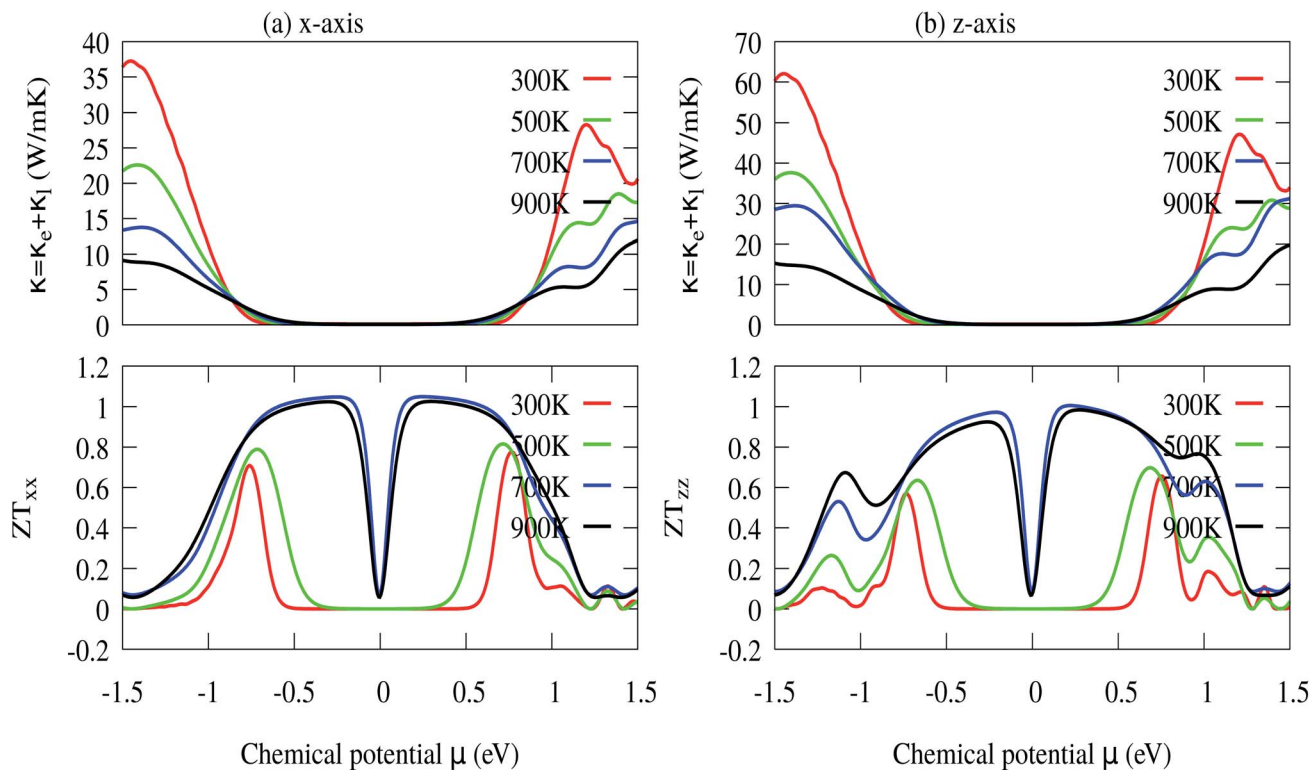 (a) x-axis
40
35
30
25
20
15
10
5
0
κ=κe+κl (W/mK)
300K
500K
700K
900K
(b) z-axis
70
60
50
40
30
20
10
0
κ=κe+κl (W/mK)
300K
500K
700K
900K
1.2
1
0.8
0.6
0.4
0.2
0
-0.2
ZTxx
300K
500K
700K
900K
-1.5 -1 -0.5 0 0.5 1 1.5
Chemical potential μ (eV)
1.2
1
0.8
0.6
0.4
0.2
0
-0.2
ZTzz
300K
500K
700K
900K
-1.5 -1 -0.5 0 0.5 1 1.5
Chemical potential μ (eV)